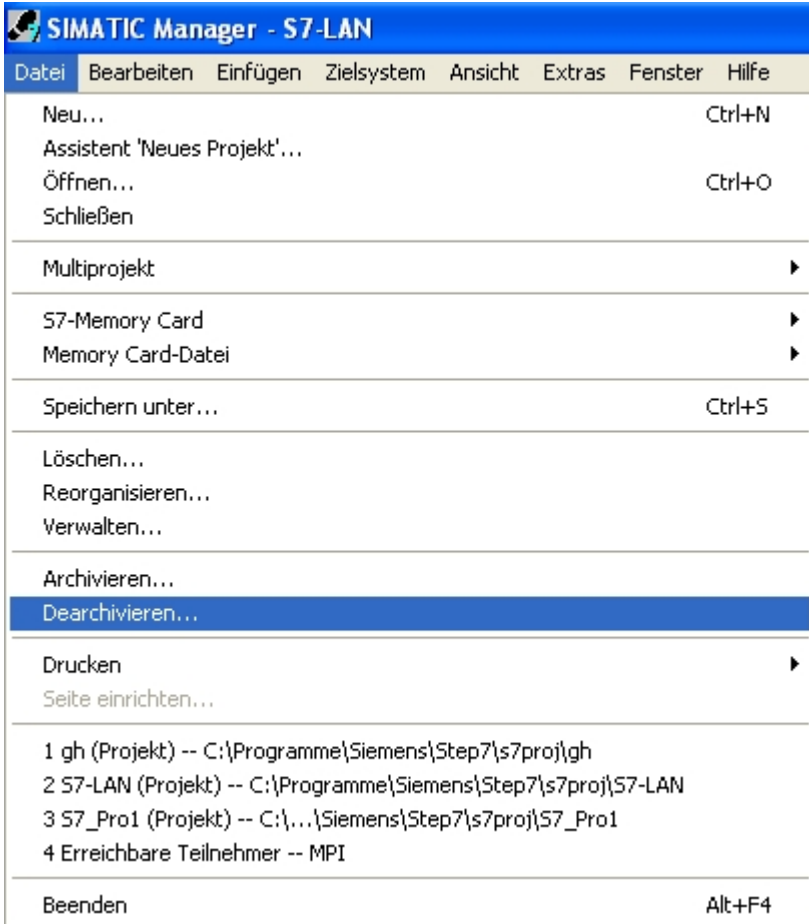 SIMATIC Manager - S7-LAN
Datei Bearbeiten Einfügen Zielsystem Ansicht Extras Fenster Hilfe
Neu... Ctrl+N
Assistent 'Neues Projekt'...
Öffnen... Ctrl+O
Schließen
Multiprojekt
S7-Memory Card
Memory Card-Datei
Speichern unter... Ctrl+S
Löschen...
Reorganisieren...
Verwalten...
Archivieren...
Dearchivieren...
Drucken
Seite einrichten...
1 gh (Projekt) -- C:\Programme\Siemens\Step7\s7proj\gh
2 S7-LAN (Projekt) -- C:\Programme\Siemens\Step7\s7proj\S7-LAN
3 S7_Pro1 (Projekt) -- C:\...\Siemens\Step7\s7proj\S7_Pro1
4 Erreichbare Teilnehmer -- MPI
Beenden Alt+F4